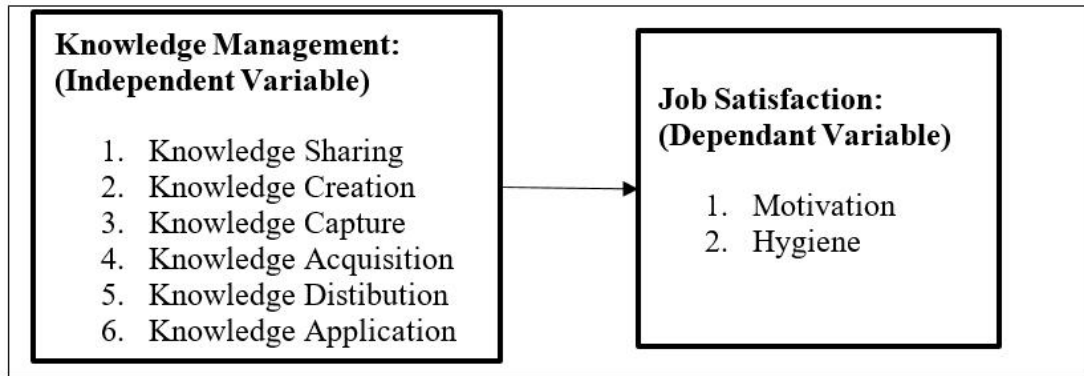 Knowledge Management:
(Independent Variable)
1. Knowledge Sharing
2. Knowledge Creation
3. Knowledge Capture
4. Knowledge Acquisition
5. Knowledge Distibution
6. Knowledge Application
Job Satisfaction:
(Dependant Variable)
1. Motivation
2. Hygiene